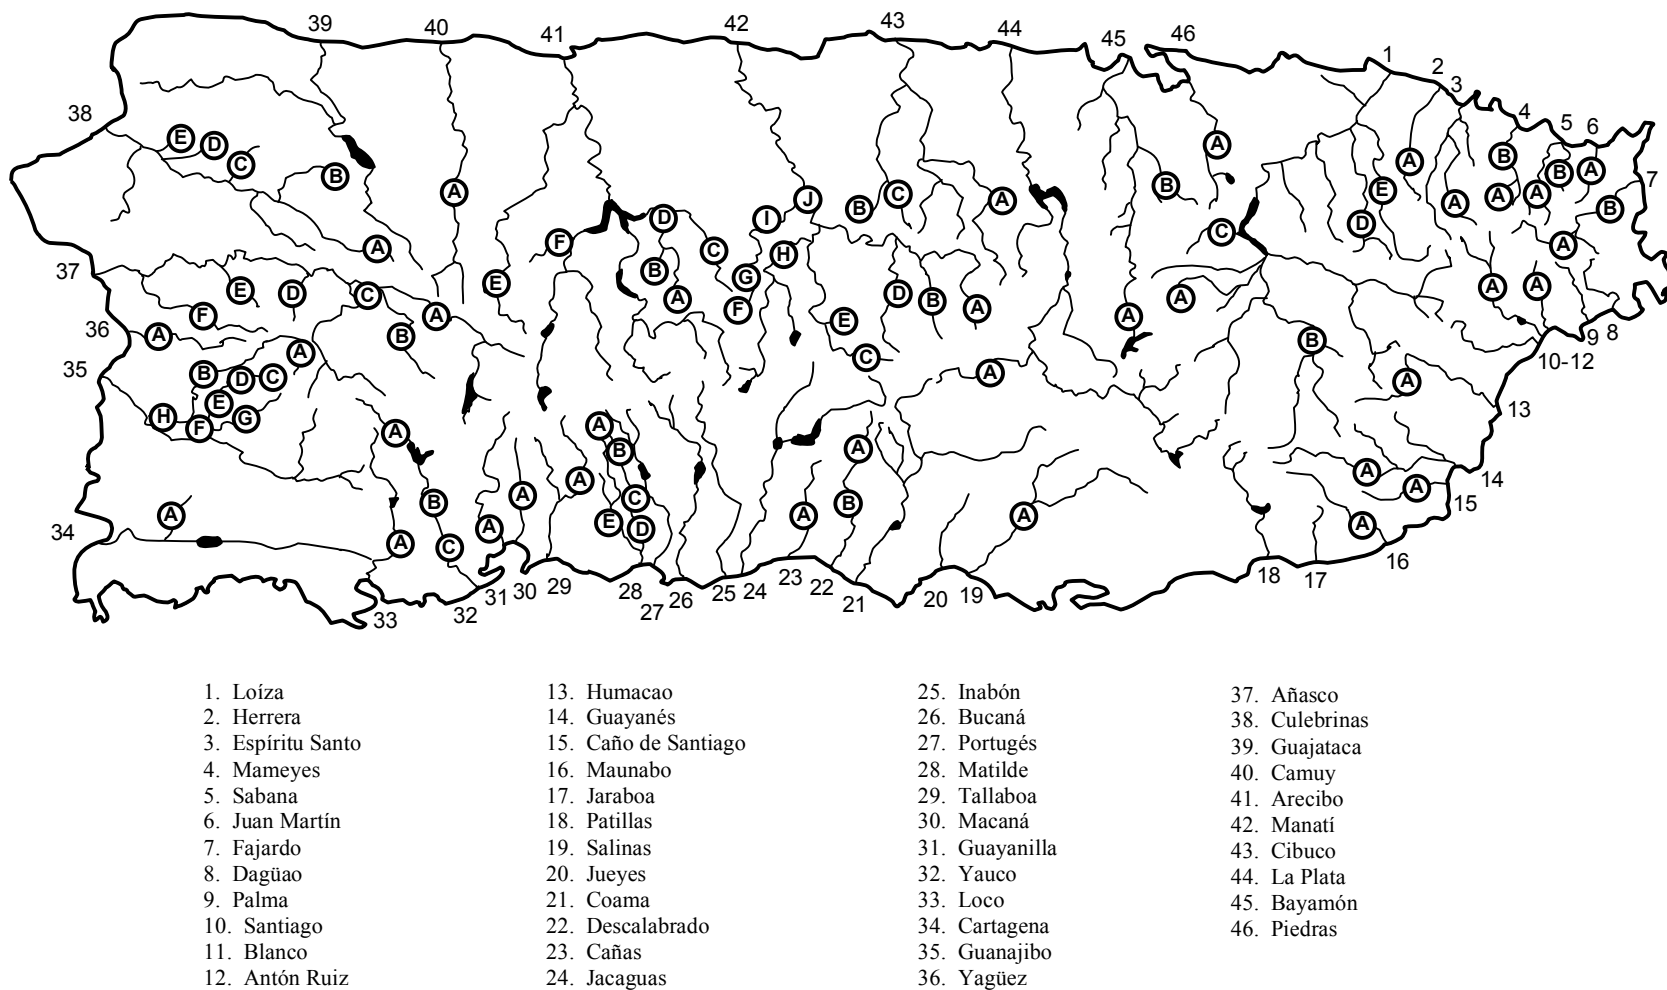 39
40
41
42
43
44
45
46
1
2
3
4
5
6
7
8
9
10-12
13
14
15
16
17
18
19
20
21
22
23
24
25
26
27
28
29
30
31
32
33
34
35
36
37
38
E
D
C
B
A
A
E
F
D
C
B
A
I
J
H
G
F
B
C
A
D
B
A
E
C
A
A
B
C
A
A
A
E
D
A
A
B
A
A
B
A
B
A
A
A
B
A
E
D
C
A
B
F
A
A
B
D
C
E
H
F
G
A
B
C
A
A
A
A
A
A
B
C
E
D
A
A
B
A
A
A
A
A
1. Loíza
2. Herrera
3. Espíritu Santo
4. Mameyes
5. Sabana
6. Juan Martín
7. Fajardo
8. Dagüao
9. Palma
10. Santiago
11. Blanco
12. Antón Ruiz
13. Humacao
14. Guayanés
15. Caño de Santiago
16. Maunabo
17. Jaraboa
18. Patillas
19. Salinas
20. Jueyes
21. Coama
22. Descalabrado
23. Cañas
24. Jacaguas
25. Inabón
26. Bucaná
27. Portugés
28. Matilde
29. Tallaboa
30. Macaná
31. Guayanilla
32. Yauco
33. Loco
34. Cartagena
35. Guanajibo
36. Yagüez
37. Añasco
38. Culebrinas
39. Guajataca
40. Camuy
41. Arecibo
42. Manatí
43. Cibuco
44. La Plata
45. Bayamón
46. Piedras